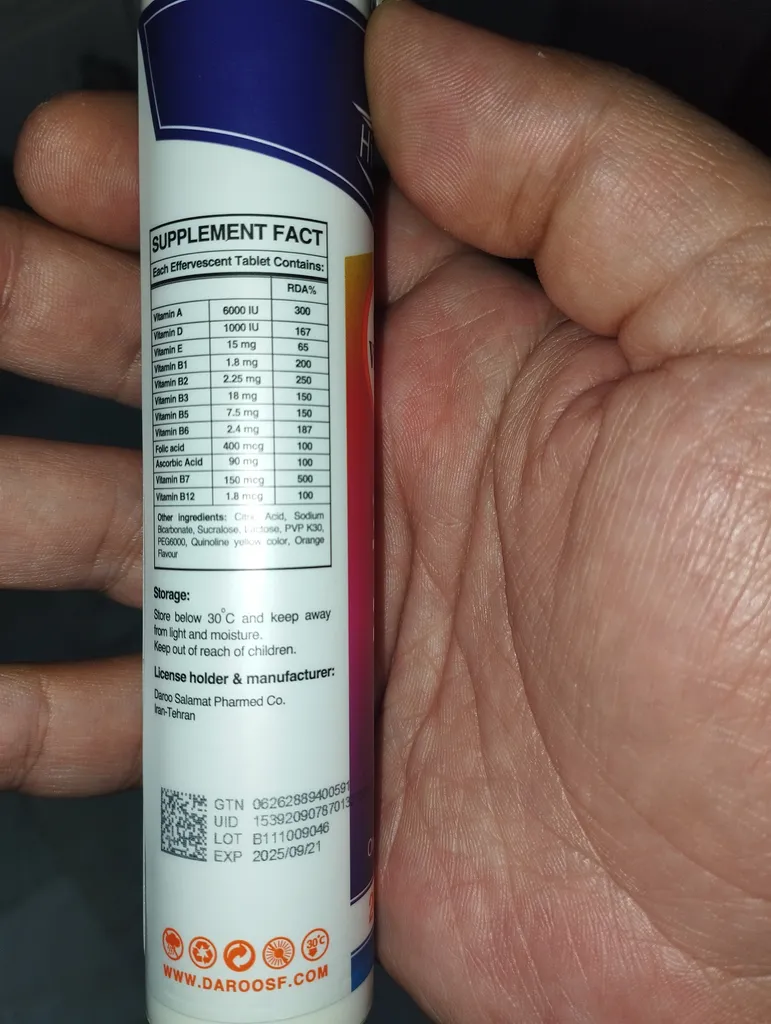 SUPPLEMENT FACT
Each Effervescent Tablet Contains:
RDA%
Vitamin A 6000 IU 300
Vitamin D 1000 IU 167
Vitamin E 15 mg 65
Vitamin B1 1.8 mg 200
Vitamin B2 2.25 mg 250
Vitamin B3 18 mg 150
Vitamin B5 7.5 mg 150
Vitamin B6 2.4 mg 187
Folic acid 400 mcg 100
Ascorbic Acid 90 mg 100
Vitamin B7 150 mcg 500
Vitamin B12 1.8 mcg 100
Other ingredients: Citric Acid, Sodium
Bicarbonate, Sucralose, Lactose, PVP K30,
PEG6000, Quinoline yellow color, Orange
Flavour
Storage:
Store below 30°C and keep away
from light and moisture.
Keep out of reach of children.
License holder & manufacturer:
Daroo Salamat Pharmed Co.
Iran-Tehran
GTN 06262889400591
UID 15392090787013
LOT B111009046
EXP 2025/09/21
30°C
WWW.DAROOSF.COM